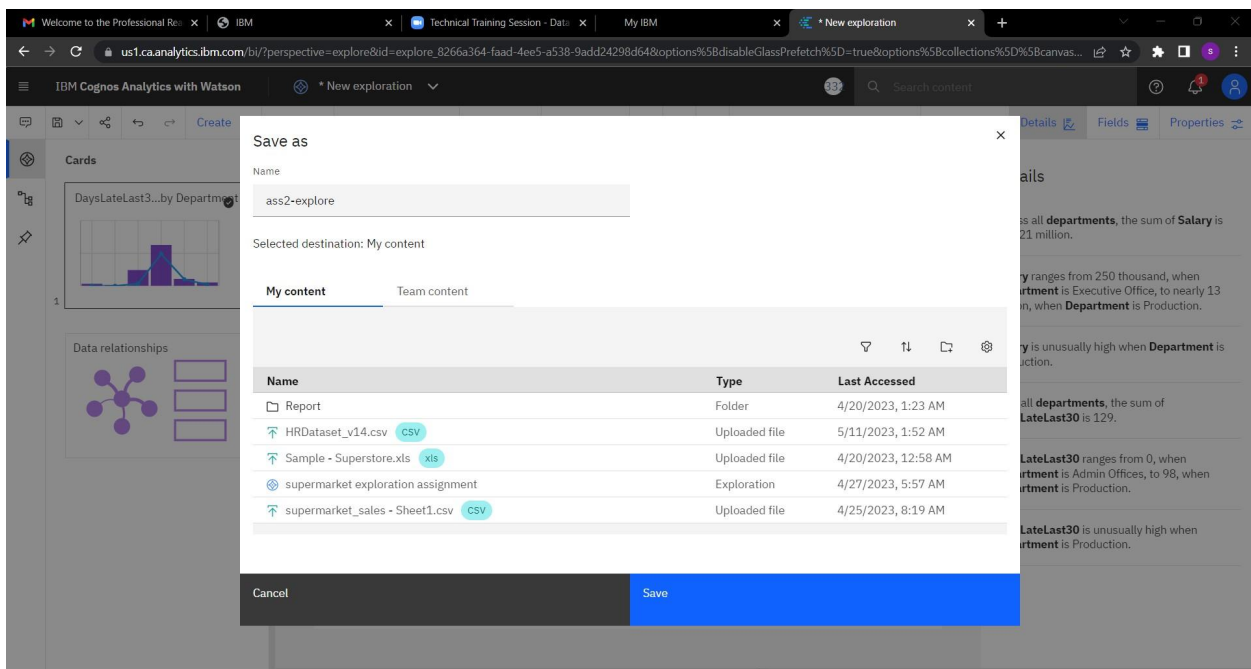 Welcome to the Professional Rea
IBM
Technical Training Session - Data
My IBM
* New exploration
us1.ca.analytics.ibm.com/bi/?perspective=explore&id=explore_8266a364-faad-4ee5-a538-9add24298d64&options%5BdisableGlassPrefetch%5D=true&options%5Bcollections%5D%5Bcanvas...
S
IBM Cognos Analytics with Watson
* New exploration
Search content
1
Create
Details
Fields
Properties
Cards
DaysLateLast3...by Department
1
Data relationships
Save as
Name
ass2-explore
Selected destination: My content
My content
Team content
Name Type Last Accessed
Report Folder 4/20/2023, 1:23 AM
HRDataset_v14.csv CSV Uploaded file 5/11/2023, 1:52 AM
Sample - Superstore.xls xls Uploaded file 4/20/2023, 12:58 AM
supermarket exploration assignment Exploration 4/27/2023, 5:57 AM
supermarket_sales - Sheet1.csv CSV Uploaded file 4/25/2023, 8:19 AM
Cancel
Save
ails
ss all departments, the sum of Salary is
21 million.
ry ranges from 250 thousand, when
artment is Executive Office, to nearly 13
on, when Department is Production.
ry is unusually high when Department is
uction.
all departments, the sum of
LateLast30 is 129.
LateLast30 ranges from 0, when
artment is Admin Offices, to 98, when
artment is Production.
LateLast30 is unusually high when
artment is Production.